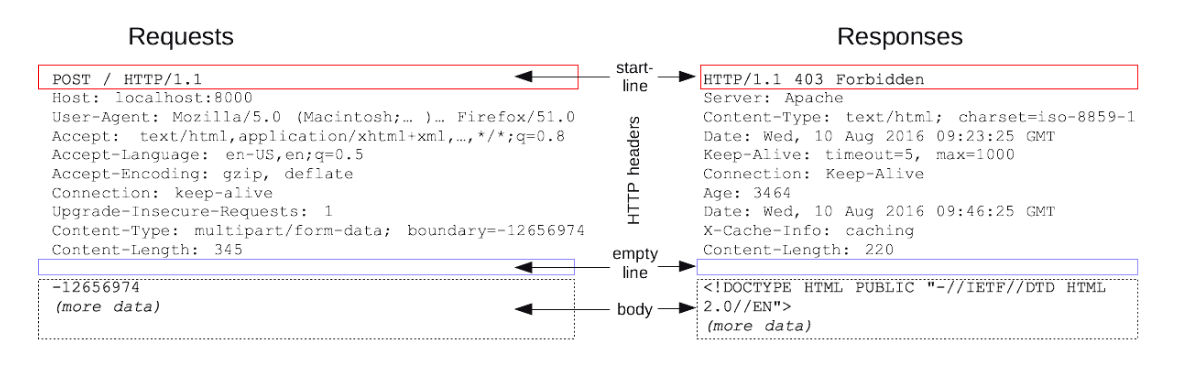 Requests
POST / HTTP/1.1
Host: localhost:8000
User-Agent: Mozilla/5.0 (Macintosh;… )… Firefox/51.0
Accept: text/html,application/xhtml+xml,…,*/*;q=0.8
Accept-Language: en-US,en;q=0.5
Accept-Encoding: gzip, deflate
Connection: keep-alive
Upgrade-Insecure-Requests: 1
Content-Type: multipart/form-data; boundary=-12656974
Content-Length: 345
-12656974
(more data)
start-
line
HTTP headers
empty
line
body
Responses
HTTP/1.1 403 Forbidden
Server: Apache
Content-Type: text/html; charset=iso-8859-1
Date: Wed, 10 Aug 2016 09:23:25 GMT
Keep-Alive: timeout=5, max=1000
Connection: Keep-Alive
Age: 3464
Date: Wed, 10 Aug 2016 09:46:25 GMT
X-Cache-Info: caching
Content-Length: 220
<!DOCTYPE HTML PUBLIC "-//IETF//DTD HTML
2.0//EN">
(more data)